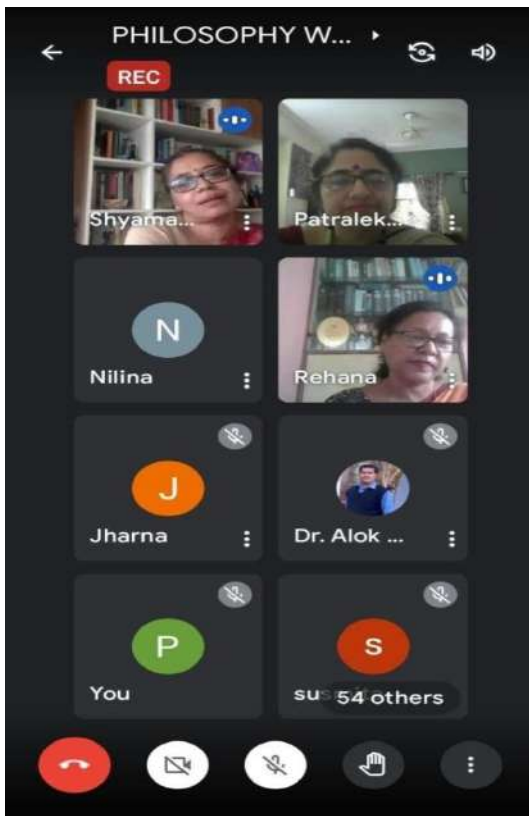 PHILOSOPHY W...
REC
Shyama...
Patralek...
N
Nilina
Rehana
J
Jharna
Dr. Alok ...
P
You
s
54 others